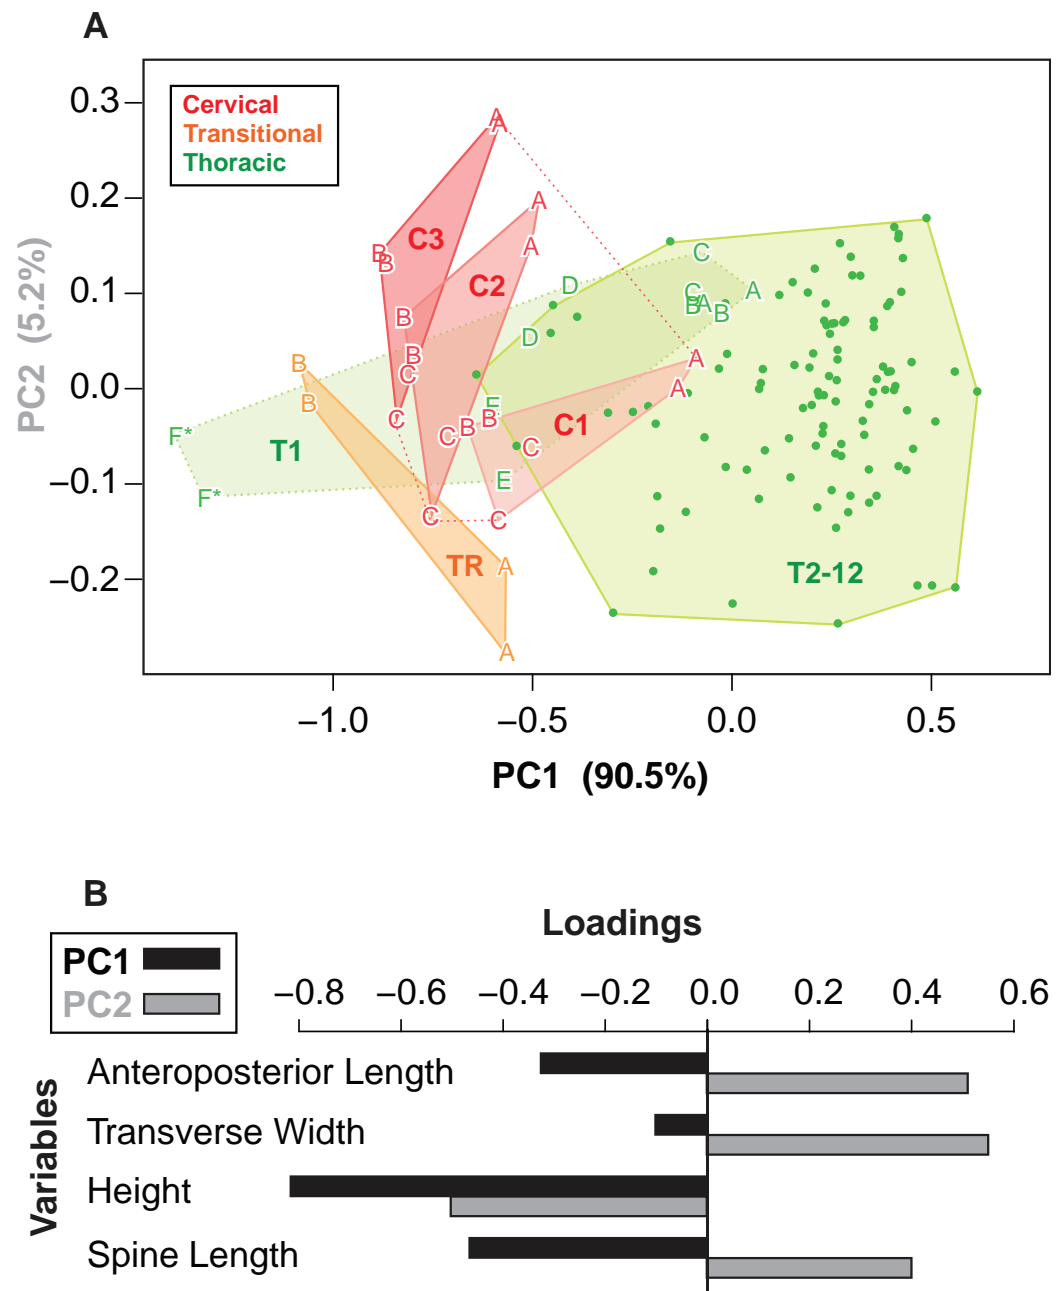 A
0.3
0.2
0.1
0.0
−0.1
−0.2
PC2 (5.2%)
Cervical
Transitional
Thoracic
A
A
A
A
B
B
C3
C2
C
D
A
C
B
A
B
B
D
B
C
A
A
B
B
E
C
B
B
C1
F*
T1
C
C
F*
E
C
C
TR
A
A
T2-12
−1.0
−0.5
0.0
0.5
PC1 (90.5%)
B
Loadings
PC1
PC2
−0.8
−0.6
−0.4
−0.2
0.0
0.2
0.4
0.6
Variables
Anteroposterior Length
Transverse Width
Height
Spine Length